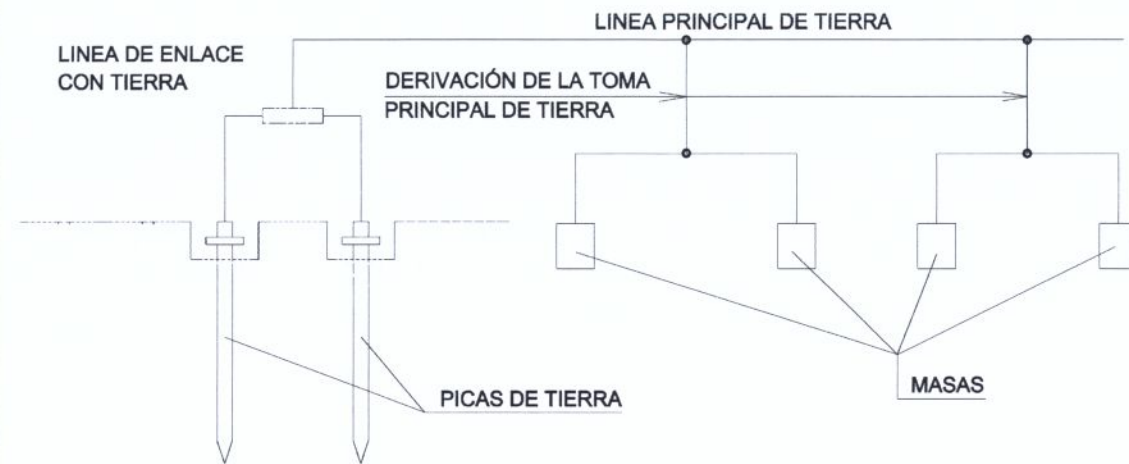 LINEA PRINCIPAL DE TIERRA
LINEA DE ENLACE
CON TIERRA
DERIVACIÓN DE LA TOMA
PRINCIPAL DE TIERRA
PICAS DE TIERRA
MASAS